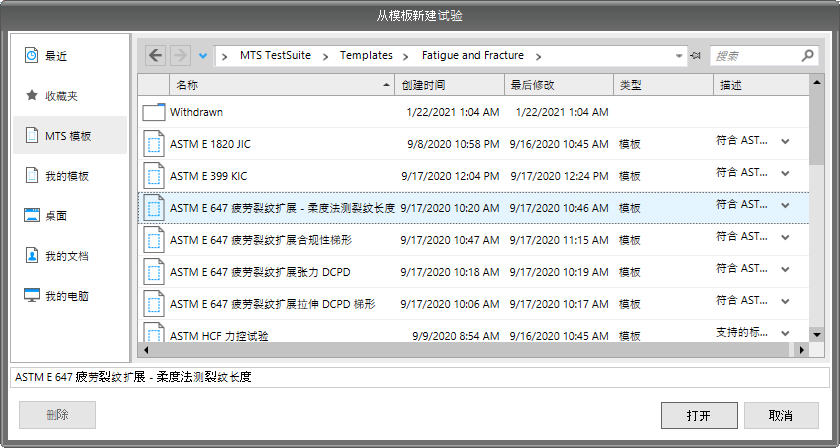 从模板新建试验
最近
收藏夹
MTS 模板
我的模板
桌面
我的文档
我的电脑
MTS TestSuite Templates Fatigue and Fracture 搜索
名称 创建时间 最后修改 类型 描述
Withdrawn 1/22/2021 1:04 AM 1/22/2021 1:04 AM
ASTM E 1820 JIC 9/8/2020 10:58 PM 9/16/2020 10:45 AM 模板 符合 AST...
ASTM E 399 KIC 9/17/2020 12:04 PM 9/17/2020 12:24 PM 模板 符合 AST...
ASTM E 647 疲劳裂纹扩展 - 柔度法测裂纹长度 9/17/2020 10:20 AM 9/17/2020 10:46 AM 模板 符合 AST...
ASTM E 647 疲劳裂纹扩展合规性梯形 9/17/2020 10:47 AM 9/17/2020 11:15 AM 模板 符合 AST...
ASTM E 647 疲劳裂纹扩展张力 DCPD 9/17/2020 10:18 AM 9/17/2020 10:19 AM 模板 符合 AST...
ASTM E 647 疲劳裂纹扩展拉伸 DCPD 梯形 9/17/2020 10:06 AM 9/17/2020 10:17 AM 模板 符合 AST...
ASTM HCF 力控试验 9/9/2020 8:54 AM 9/16/2020 10:45 AM 模板 支持的标...
ASTM E 647 疲劳裂纹扩展 - 柔度法测裂纹长度
删除 打开 取消